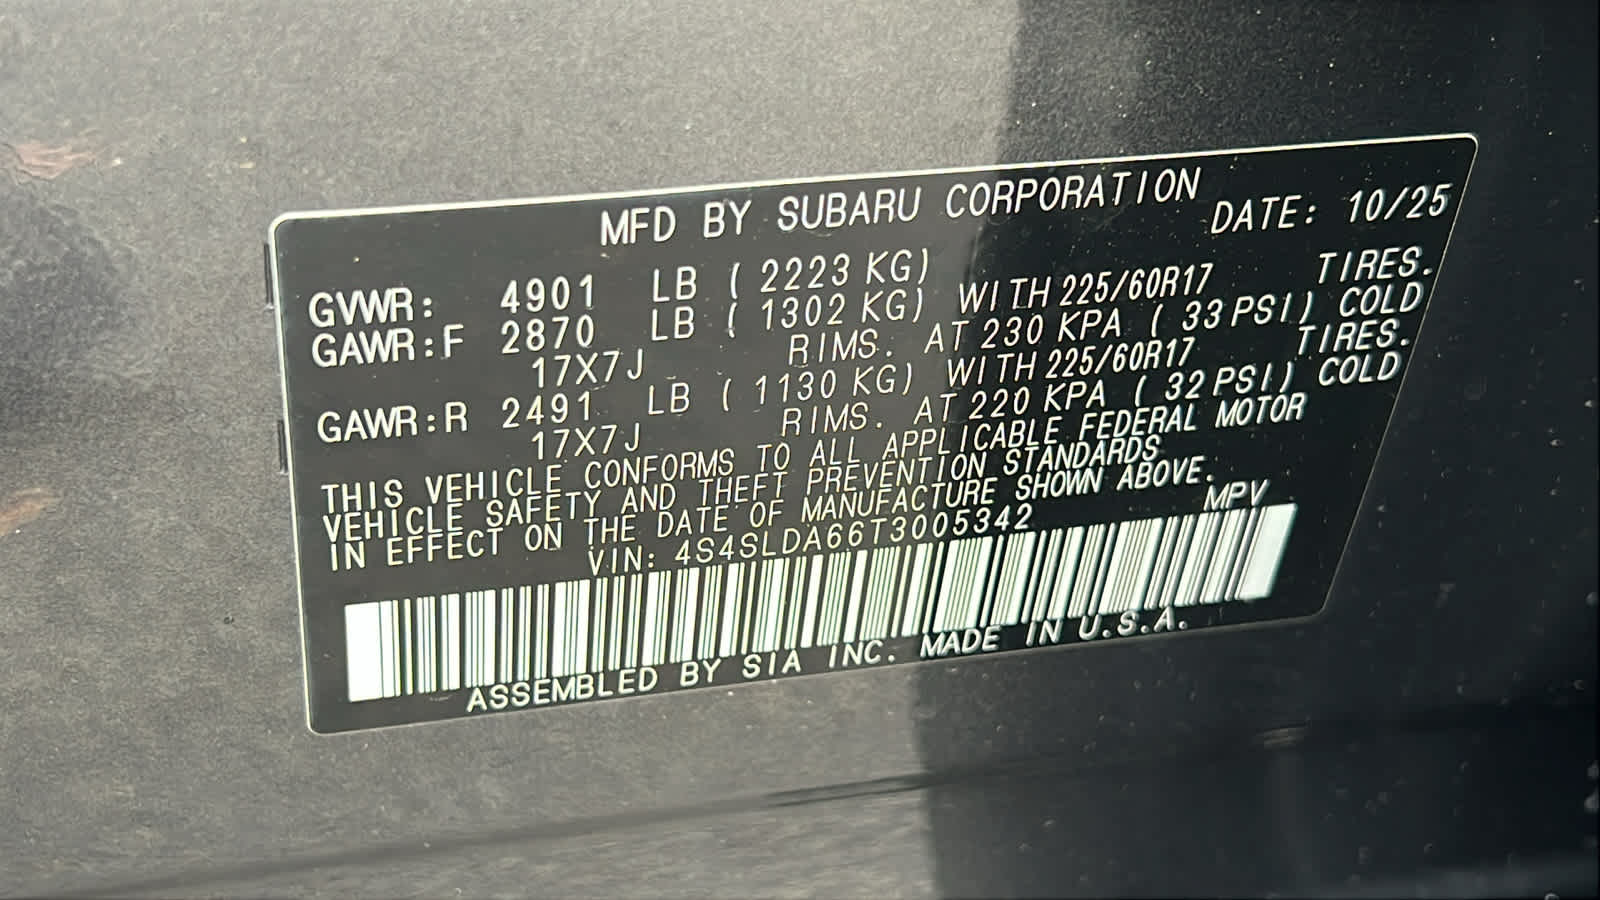 MFD BY SUBARU CORPORATION DATE: 10/25
GVWR: 4901 LB ( 2223 KG)
GAWR:F 2870 LB ( 1302 KG) WITH 225/60R17 TIRES.
17X7J RIMS. AT 230 KPA ( 33 PSI) COLD
GAWR:R 2491 LB ( 1130 KG) WITH 225/60R17 TIRES.
17X7J RIMS. AT 220 KPA ( 32 PSI) COLD
THIS VEHICLE CONFORMS TO ALL APPLICABLE FEDERAL MOTOR
VEHICLE SAFETY AND THEFT PREVENTION STANDARDS
IN EFFECT ON THE DATE OF MANUFACTURE SHOWN ABOVE.
VIN: 4S4SLDA66T3005342 MPV
ASSEMBLED BY SIA INC. MADE IN U.S.A.